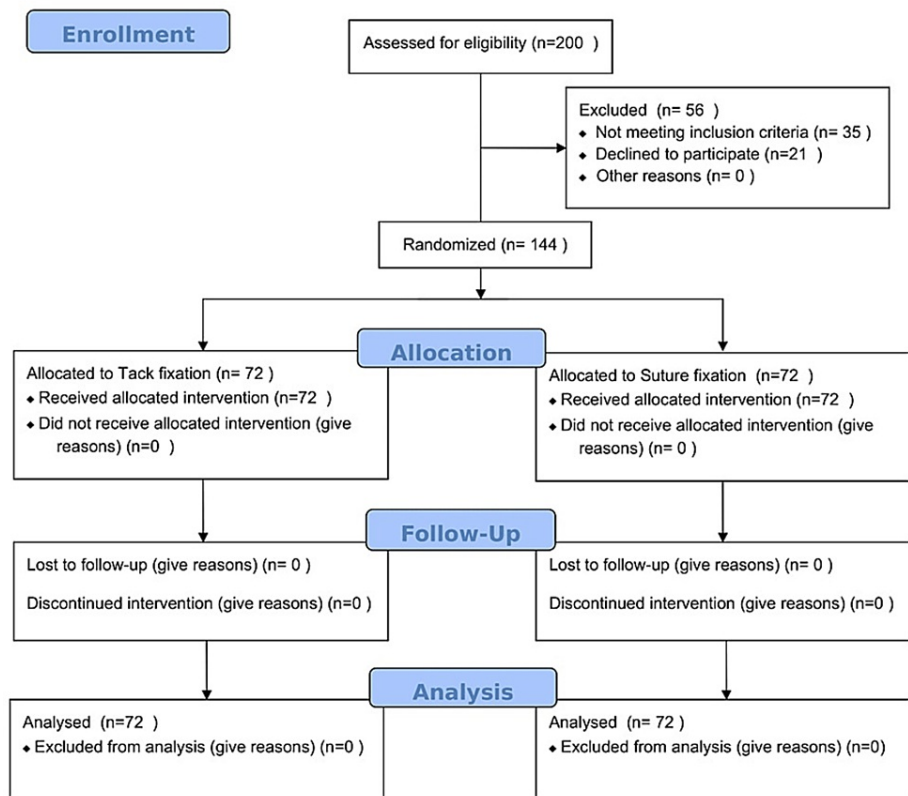 Enrollment
Assessed for eligibility (n=200 )
Excluded (n= 56 )
◆ Not meeting inclusion criteria (n= 35 )
◆ Declined to participate (n=21 )
◆ Other reasons (n= 0 )
Randomized (n= 144 )
Allocation
Allocated to Tack fixation (n= 72 )
◆ Received allocated intervention (n=72 )
◆ Did not receive allocated intervention (give
reasons) (n=0 )
Allocated to Suture fixation (n=72 )
◆ Received allocated intervention (n=72 )
◆ Did not receive allocated intervention (give
reasons) (n= 0 )
Follow-Up
Lost to follow-up (give reasons) (n= 0 )
Discontinued intervention (give reasons) (n=0 )
Lost to follow-up (give reasons) (n= 0 )
Discontinued intervention (give reasons) (n=0 )
Analysis
Analysed (n=72 )
◆ Excluded from analysis (give reasons) (n=0 )
Analysed (n= 72 )
◆ Excluded from analysis (give reasons) (n=0)